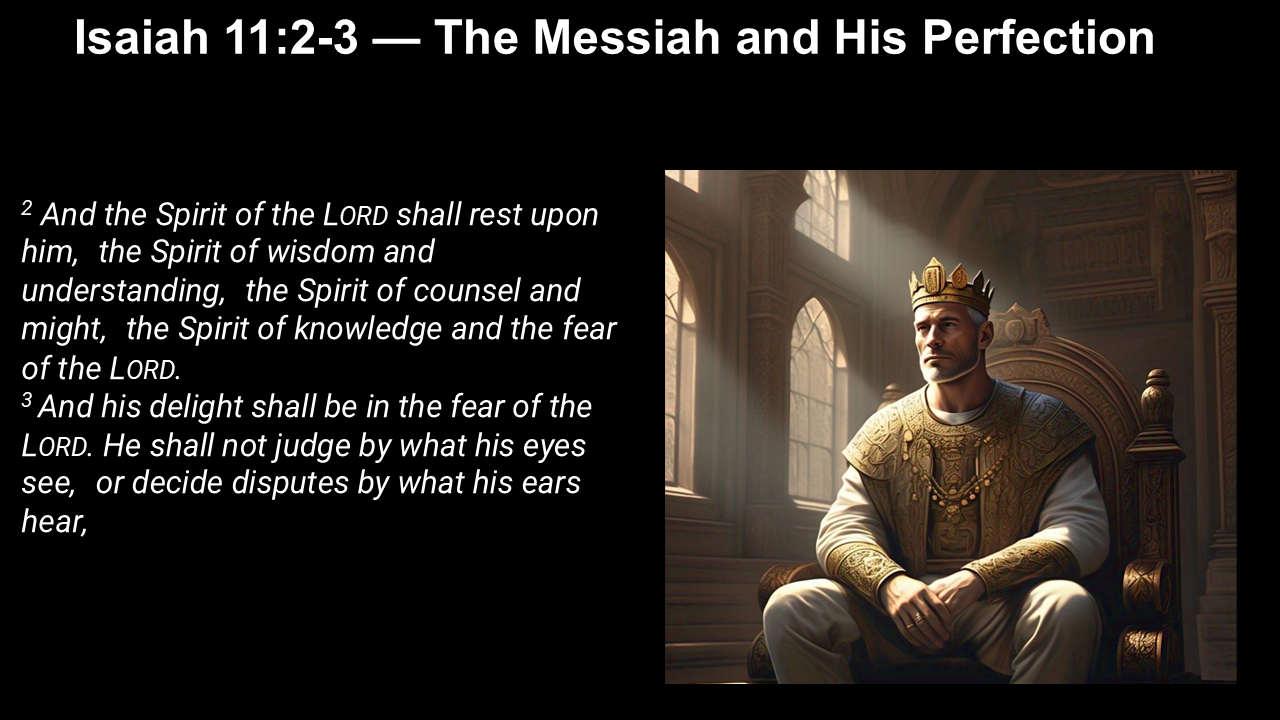 Isaiah 11:2-3 — The Messiah and His Perfection
2 And the Spirit of the LORD shall rest upon
him,  the Spirit of wisdom and
understanding,  the Spirit of counsel and
might,  the Spirit of knowledge and the fear
of the LORD.
3 And his delight shall be in the fear of the
LORD. He shall not judge by what his eyes
see,  or decide disputes by what his ears
hear,